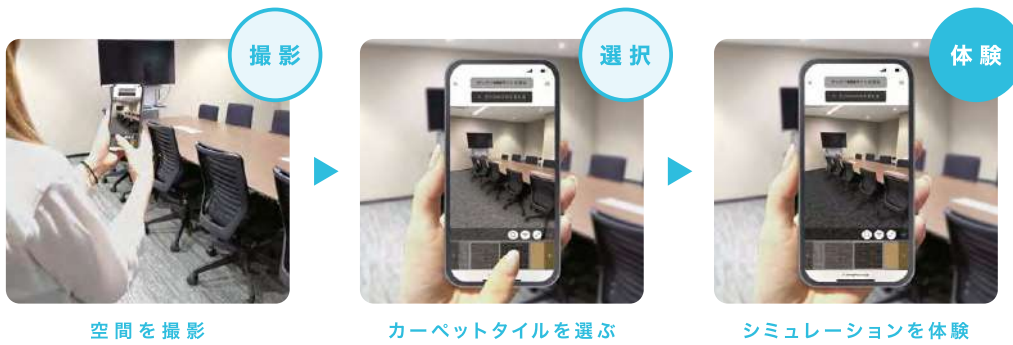 撮影
選択
体験
空間を撮影
カーペットタイルを選ぶ
シミュレーションを体験